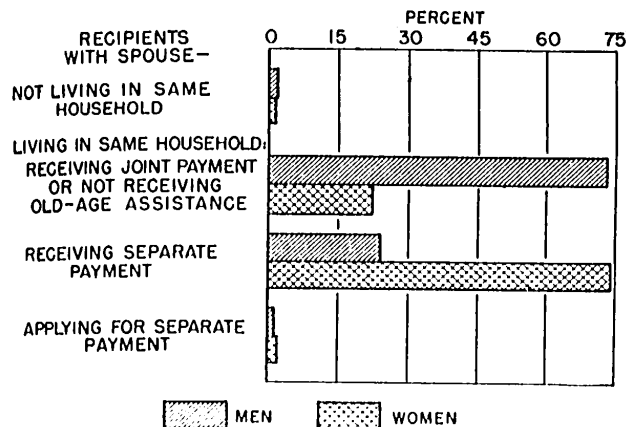 PERCENT
RECIPIENTS
WITH SPOUSE—
0 15 30 45 60 75
NOT LIVING IN SAME
HOUSEHOLD
LIVING IN SAME HOUSEHOLD:
RECEIVING JOINT PAYMENT
OR NOT RECEIVING
OLD-AGE ASSISTANCE
RECEIVING SEPARATE
PAYMENT
APPLYING FOR SEPARATE
PAYMENT
MEN WOMEN